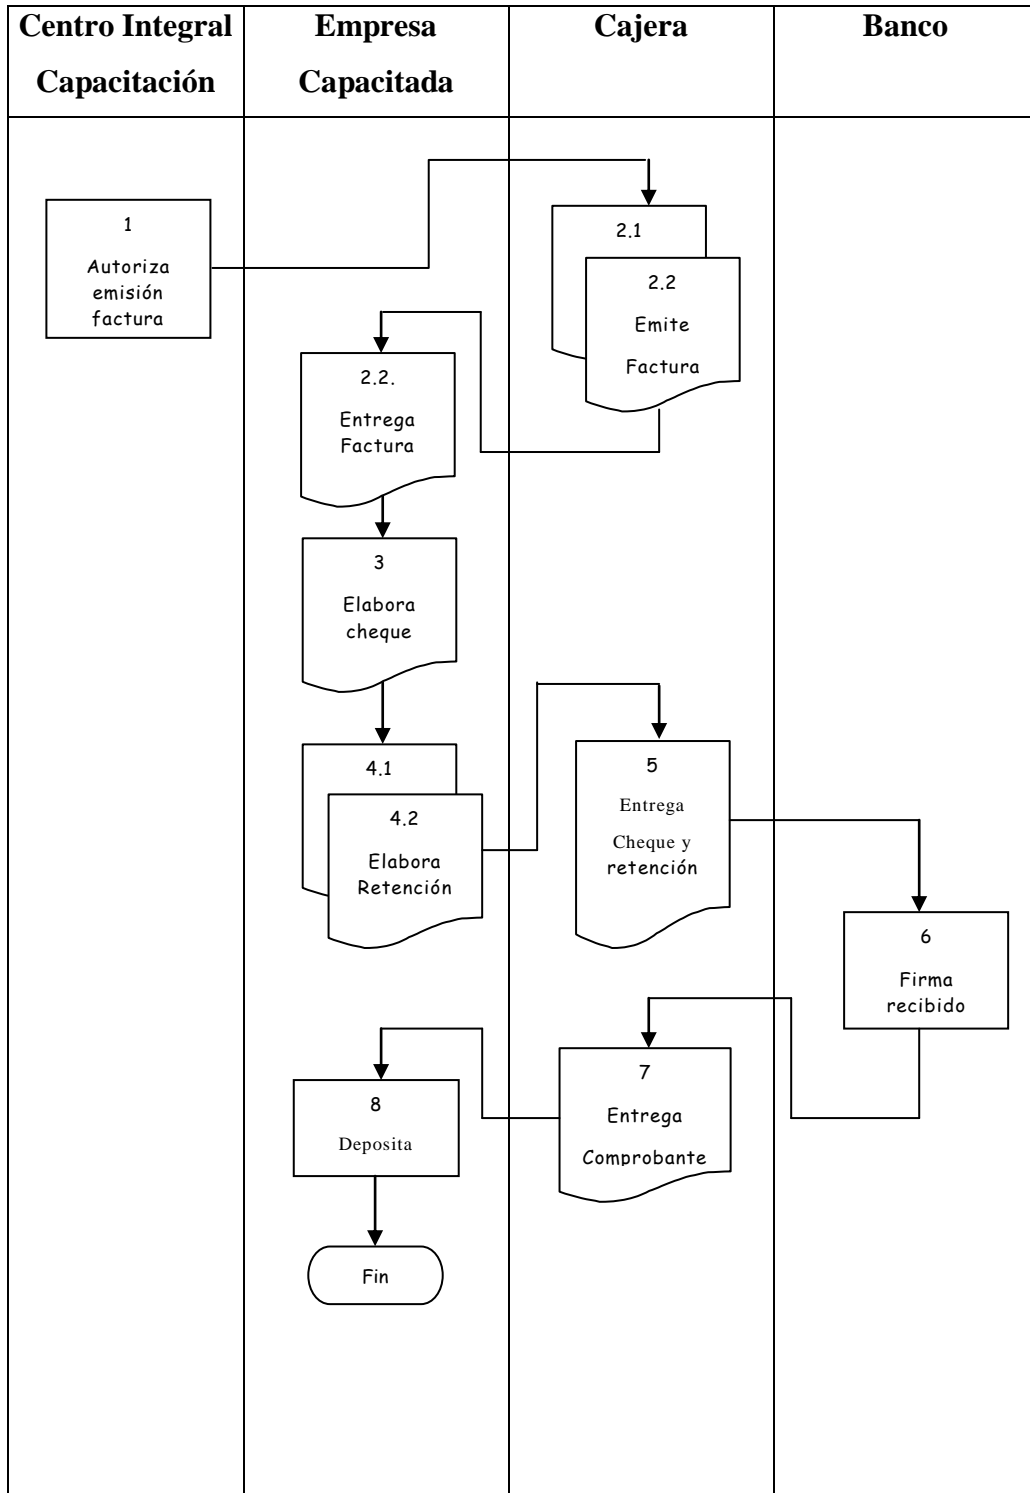 Centro Integral
Capacitación
Empresa
Capacitada
Cajera
Banco
1
Autoriza
emisión
factura
2.1
2.2
Emite
Factura
2.2.
Entrega
Factura
3
Elabora
cheque
4.1
4.2
Elabora
Retención
5
Entrega
Cheque y
retención
6
Firma
recibido
7
Entrega
Comprobante
8
Deposita
Fin